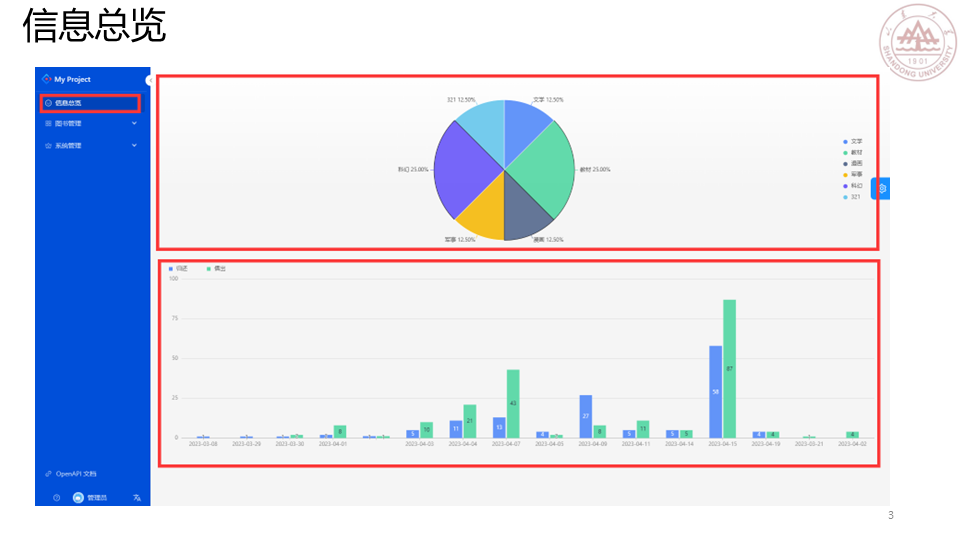 信息总览
SHANDONG UNIVERSITY
1901
My Project
信息总览
图书管理
系统管理
321 12.50%
文学 12.50%
科幻 25.00%
教材 25.00%
军事 12.50%
漫画 12.50%
文学
教材
漫画
军事
科幻
321
归还 借出
100
75
50
25
0
8
5 10
11 21
13 43
4
27 8
5 11
5 5
58 87
4 4
4
2023-03-08 2023-03-29 2023-03-30 2023-04-01 2023-04-03 2023-04-04 2023-04-07 2023-04-05 2023-04-09 2023-04-11 2023-04-14 2023-04-15 2023-04-19 2023-03-21 2023-04-02
OpenAPI 文档
管理员
3